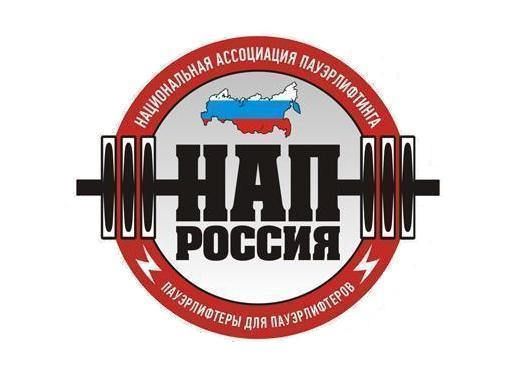 НАЦИОНАЛЬНАЯ АССОЦИАЦИЯ ПАУЭРЛИФТИНГА
НАП
РОССИЯ
ПАУЭРЛИФТЕРЫ ДЛЯ ПАУЭРЛИФТЕРОВ